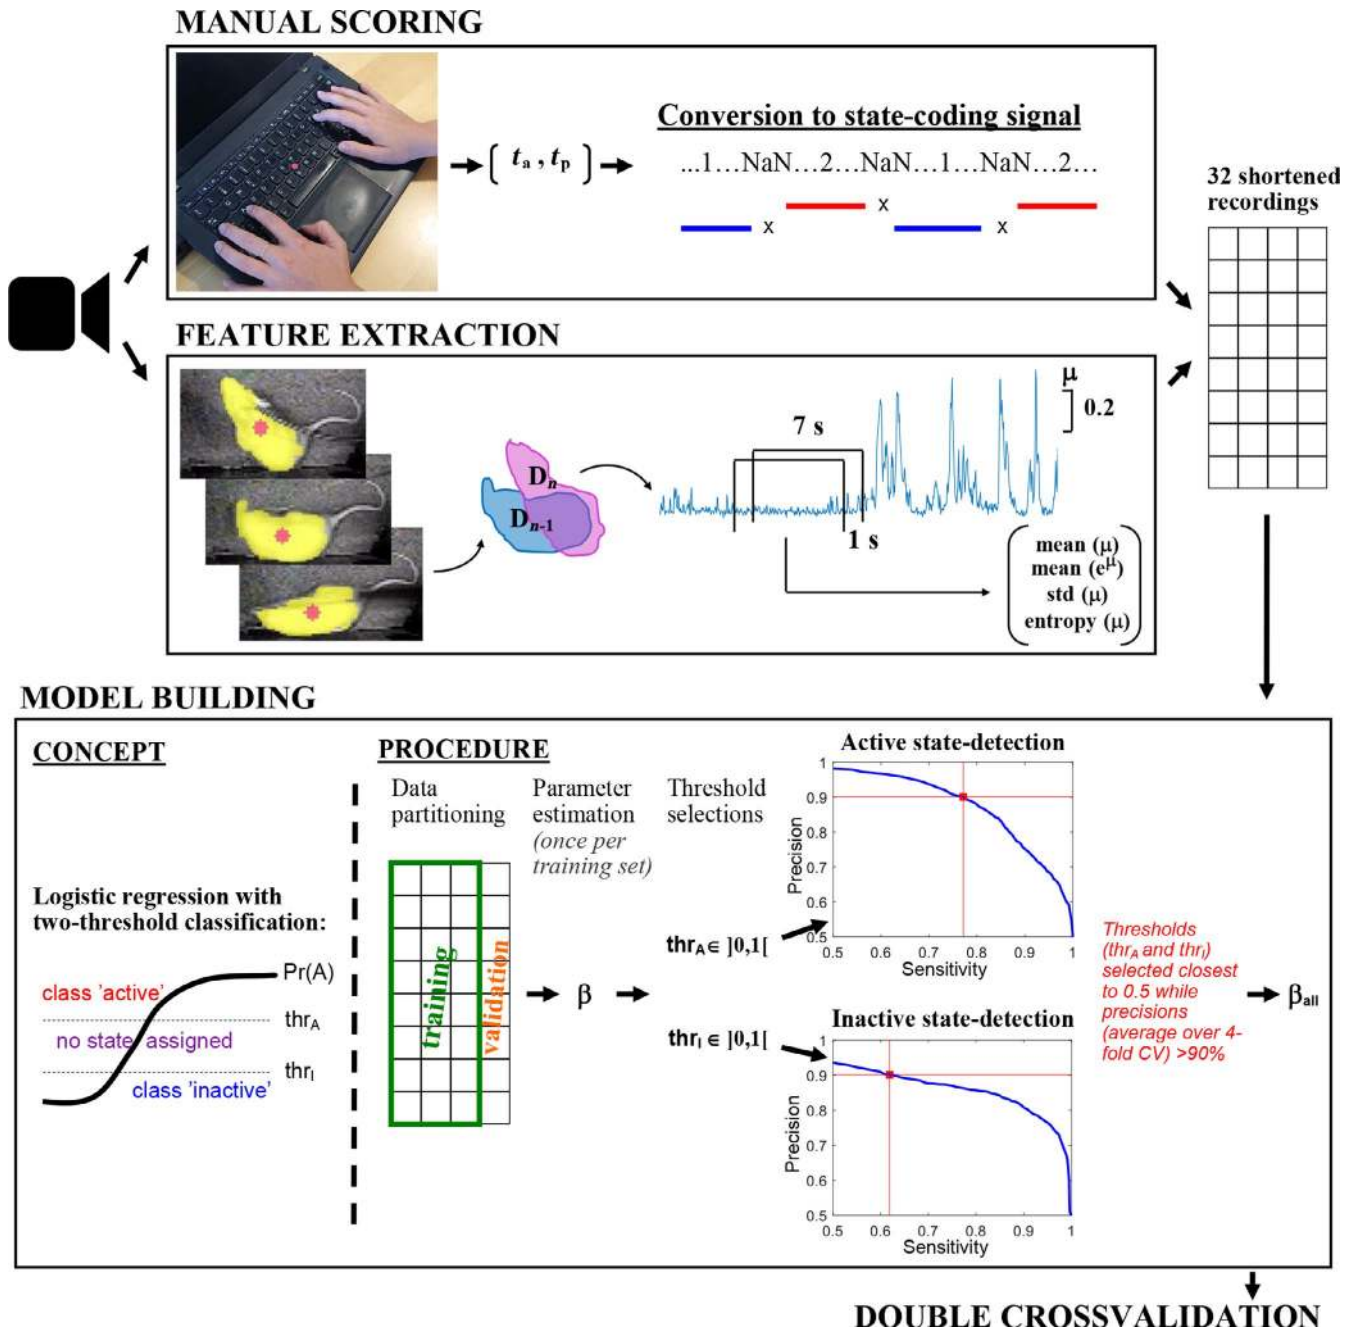 MANUAL SCORING
Conversion to state-coding signal
{ tₐ , tₚ }
...1…NaN…2…NaN…1…NaN…2…
x
x
x
32 shortened
recordings
FEATURE EXTRACTION
Dₙ
Dₙ₋₁
7 s
1 s
μ
0.2
mean (μ)
mean (e^μ)
std (μ)
entropy (μ)
MODEL BUILDING
CONCEPT
Logistic regression with
two-threshold classification:
Pr(A)
class 'active'
thr_A
no state assigned
thr_I
class 'inactive'
PROCEDURE
Data
partitioning
training
validation
Parameter
estimation
(once per
training set)
β
Threshold
selections
thr_A ∈ ]0,1[
thr_I ∈ ]0,1[
Active state-detection
Precision
1
0.9
0.8
0.7
0.6
0.5
0.5 0.6 0.7 0.8 0.9 1
Sensitivity
Inactive state-detection
Precision
1
0.9
0.8
0.7
0.6
0.5
0.5 0.6 0.7 0.8 0.9 1
Sensitivity
Thresholds
(thr_A and thr_I)
selected closest
to 0.5 while
precisions
(average over 4-
fold CV) >90%
β_all
DOUBLE CROSSVALIDATION